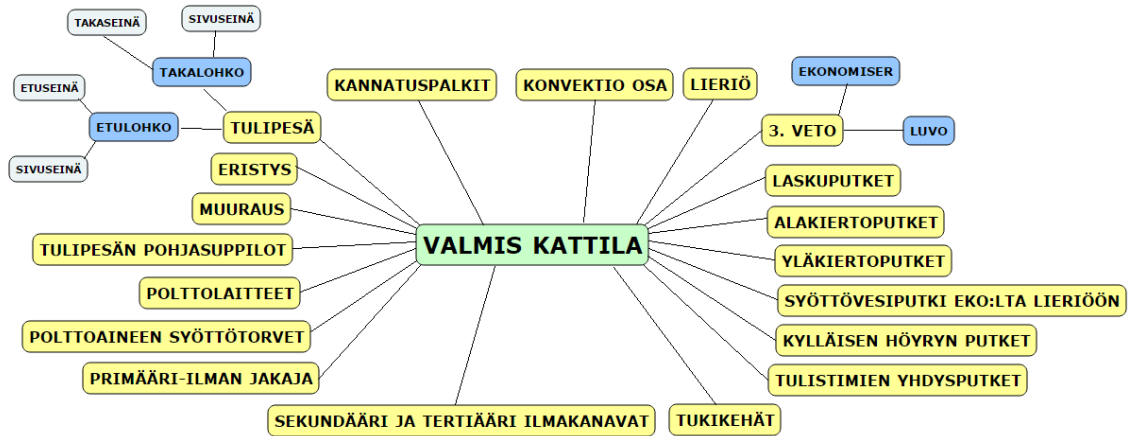 TAKASEINÄ
SIVUSEINÄ
TAKALOHKO
ETUSEINÄ
ETULOHKO
SIVUSEINÄ
TULIPESÄ
KANNATUSPALKIT
KONVEKTIO OSA
LIERIÖ
EKONOMISER
3. VETO
LUVO
ERISTYS
LASKUPUTKET
MUURAUS
ALAKIERTOPUTKET
VALMIS KATTILA
TULIPESÄN POHJASUPPILOT
YLÄKIERTOPUTKET
POLTTOLAITTEET
SYÖTTÖVESIPUTKI EKO:LTA LIERIÖÖN
POLTTOAINEEN SYÖTTÖTORVET
KYLLÄISEN HÖYRYN PUTKET
PRIMÄÄRI-ILMAN JAKAJA
TULISTIMIEN YHDYSPUTKET
SEKUNDÄÄRI JA TERTIÄÄRI ILMAKANAVAT
TUKIKEHÄT